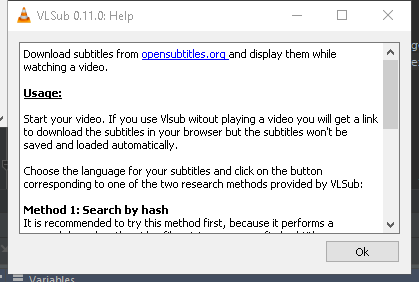 VLSub 0.11.0: Help
Download subtitles from opensubtitles.org and display them while
watching a video.
Usage:
Start your video. If you use Vlsub witout playing a video you will get a link
to download the subtitles in your browser but the subtitles won't be
saved and loaded automatically.
Choose the language for your subtitles and click on the button
corresponding to one of the two research methods provided by VLSub:
Method 1: Search by hash
It is recommended to try this method first, because it performs a
Ok
Variables